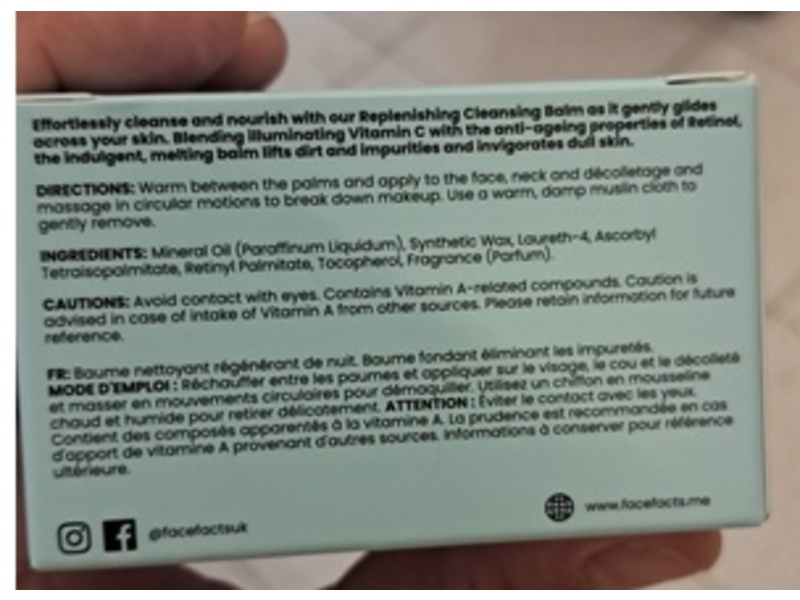 Effortlessly cleanse and nourish with our Replenishing Cleansing Balm as it gently glides
across your skin. Blending illuminating Vitamin C with the anti-ageing properties of Retinol,
the indulgent, melting balm lifts dirt and impurities and invigorates dull skin.
DIRECTIONS: Warm between the palms and apply to the face, neck and décolletage and
massage in circular motions to break down makeup. Use a warm, damp muslin cloth to
gently remove.
INGREDIENTS: Mineral Oil (Paraffinum Liquidum), Synthetic Wax, Laureth-4, Ascorbyl
Tetraisopalmitate, Retinyl Palmitate, Tocopherol, Fragrance (Parfum).
CAUTIONS: Avoid contact with eyes. Contains Vitamin A-related compounds. Caution is
advised in case of intake of Vitamin A from other sources. Please retain information for future
reference.
FR: Baume nettoyant régénérant de nuit. Baume fondant éliminant les impuretés.
MODE D'EMPLOI : Réchauffer entre les paumes et appliquer sur le visage, le cou et le décolleté
et masser en mouvements circulaires pour démaquiller. Utilisez un chiffon en mousseline
chaud et humide pour retirer délicatement. ATTENTION : Éviter le contact avec les yeux.
Contient des composés apparentés à la vitamine A. La prudence est recommandée en cas
d'apport de vitamine A provenant d'autres sources. Informations à conserver pour référence
ultérieure.
@facefactsuk
www.facefacts.me